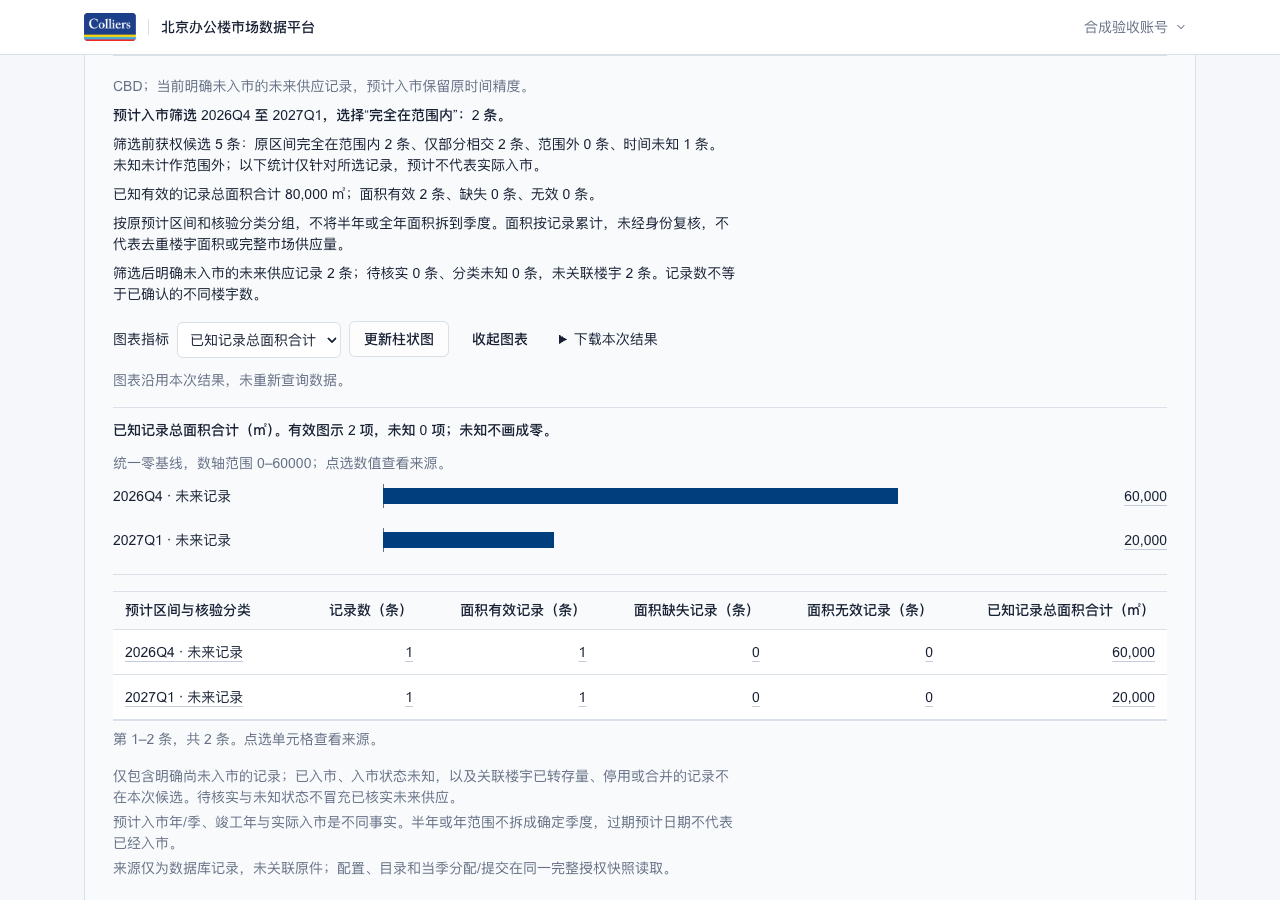 Colliers
北京办公楼市场数据平台
合成验收账号
CBD；当前明确未入市的未来供应记录，预计入市保留原时间精度。
预计入市筛选 2026Q4 至 2027Q1，选择“完全在范围内”：2 条。
筛选前获权候选 5 条：原区间完全在范围内 2 条、仅部分相交 2 条、范围外 0 条、时间未知 1 条。
未知未计作范围外；以下统计仅针对所选记录，预计不代表实际入市。
已知有效的记录总面积合计 80,000 ㎡；面积有效 2 条、缺失 0 条、无效 0 条。
按原预计区间和核验分类分组，不将半年或全年面积拆到季度。面积按记录累计，未经身份复核，不
代表去重楼宇面积或完整市场供应量。
筛选后明确未入市的未来供应记录 2 条；待核实 0 条、分类未知 0 条，未关联楼宇 2 条。记录数不等
于已确认的不同楼宇数。
图表指标 已知记录总面积合计 更新柱状图 收起图表 ▶ 下载本次结果
图表沿用本次结果，未重新查询数据。
已知记录总面积合计（㎡）。有效图示 2 项，未知 0 项；未知不画成零。
统一零基线，数轴范围 0–60000；点选数值查看来源。
2026Q4 · 未来记录 60,000
2027Q1 · 未来记录 20,000
预计区间与核验分类 记录数（条） 面积有效记录（条） 面积缺失记录（条） 面积无效记录（条） 已知记录总面积合计（㎡）
2026Q4 · 未来记录 1 1 0 0 60,000
2027Q1 · 未来记录 1 1 0 0 20,000
第 1–2 条，共 2 条。点选单元格查看来源。
仅包含明确尚未入市的记录；已入市、入市状态未知，以及关联楼宇已转存量、停用或合并的记录不
在本次候选。待核实与未知状态不冒充已核实未来供应。
预计入市年/季、竣工年与实际入市是不同事实。半年或年范围不拆成确定季度，过期预计日期不代表
已经入市。
来源仅为数据库记录，未关联原件；配置、目录和当季分配/提交在同一完整授权快照读取。